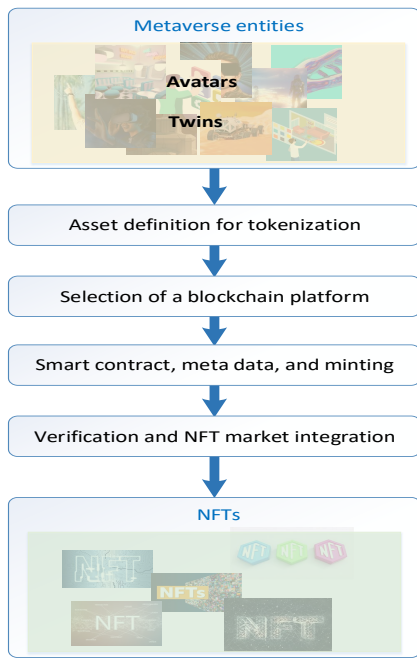 Metaverse entities
Avatars
Twins
Asset definition for tokenization
Selection of a blockchain platform
Smart contract, meta data, and minting
Verification and NFT market integration
NFTs
NFT NFT NFT
NFT
NFTs
NFT
NFT